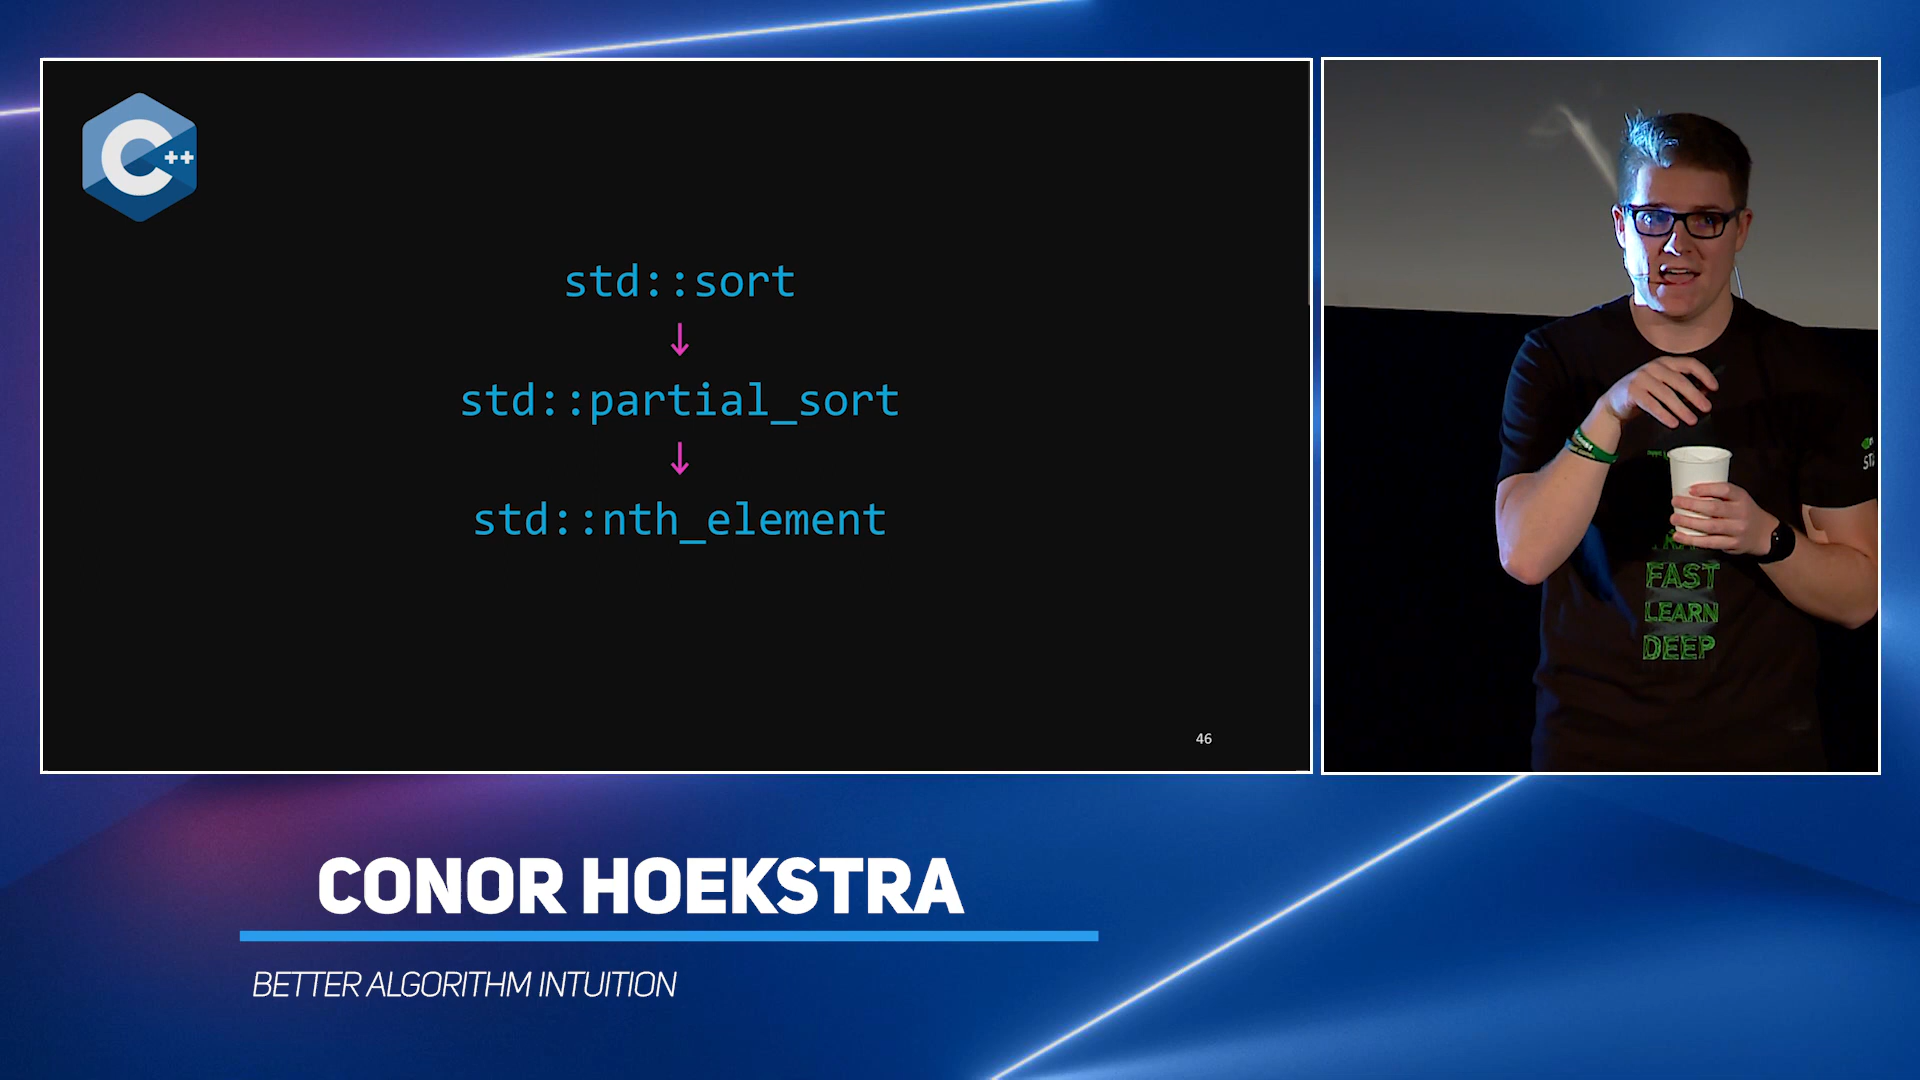 C++
std::sort
↓
std::partial_sort
↓
std::nth_element
46
FAST
LEARN
DEEP
CONOR HOEKSTRA
BETTER ALGORITHM INTUITION